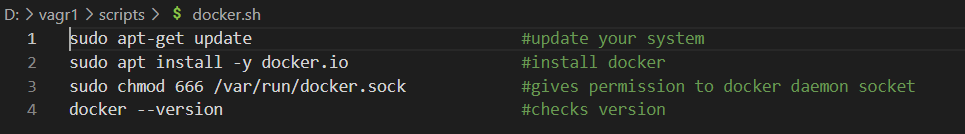 D: > vagr1 > scripts > $ docker.sh
1 sudo apt-get update #update your system
2 sudo apt install -y docker.io #install docker
3 sudo chmod 666 /var/run/docker.sock #gives permission to docker daemon socket
4 docker --version #checks version